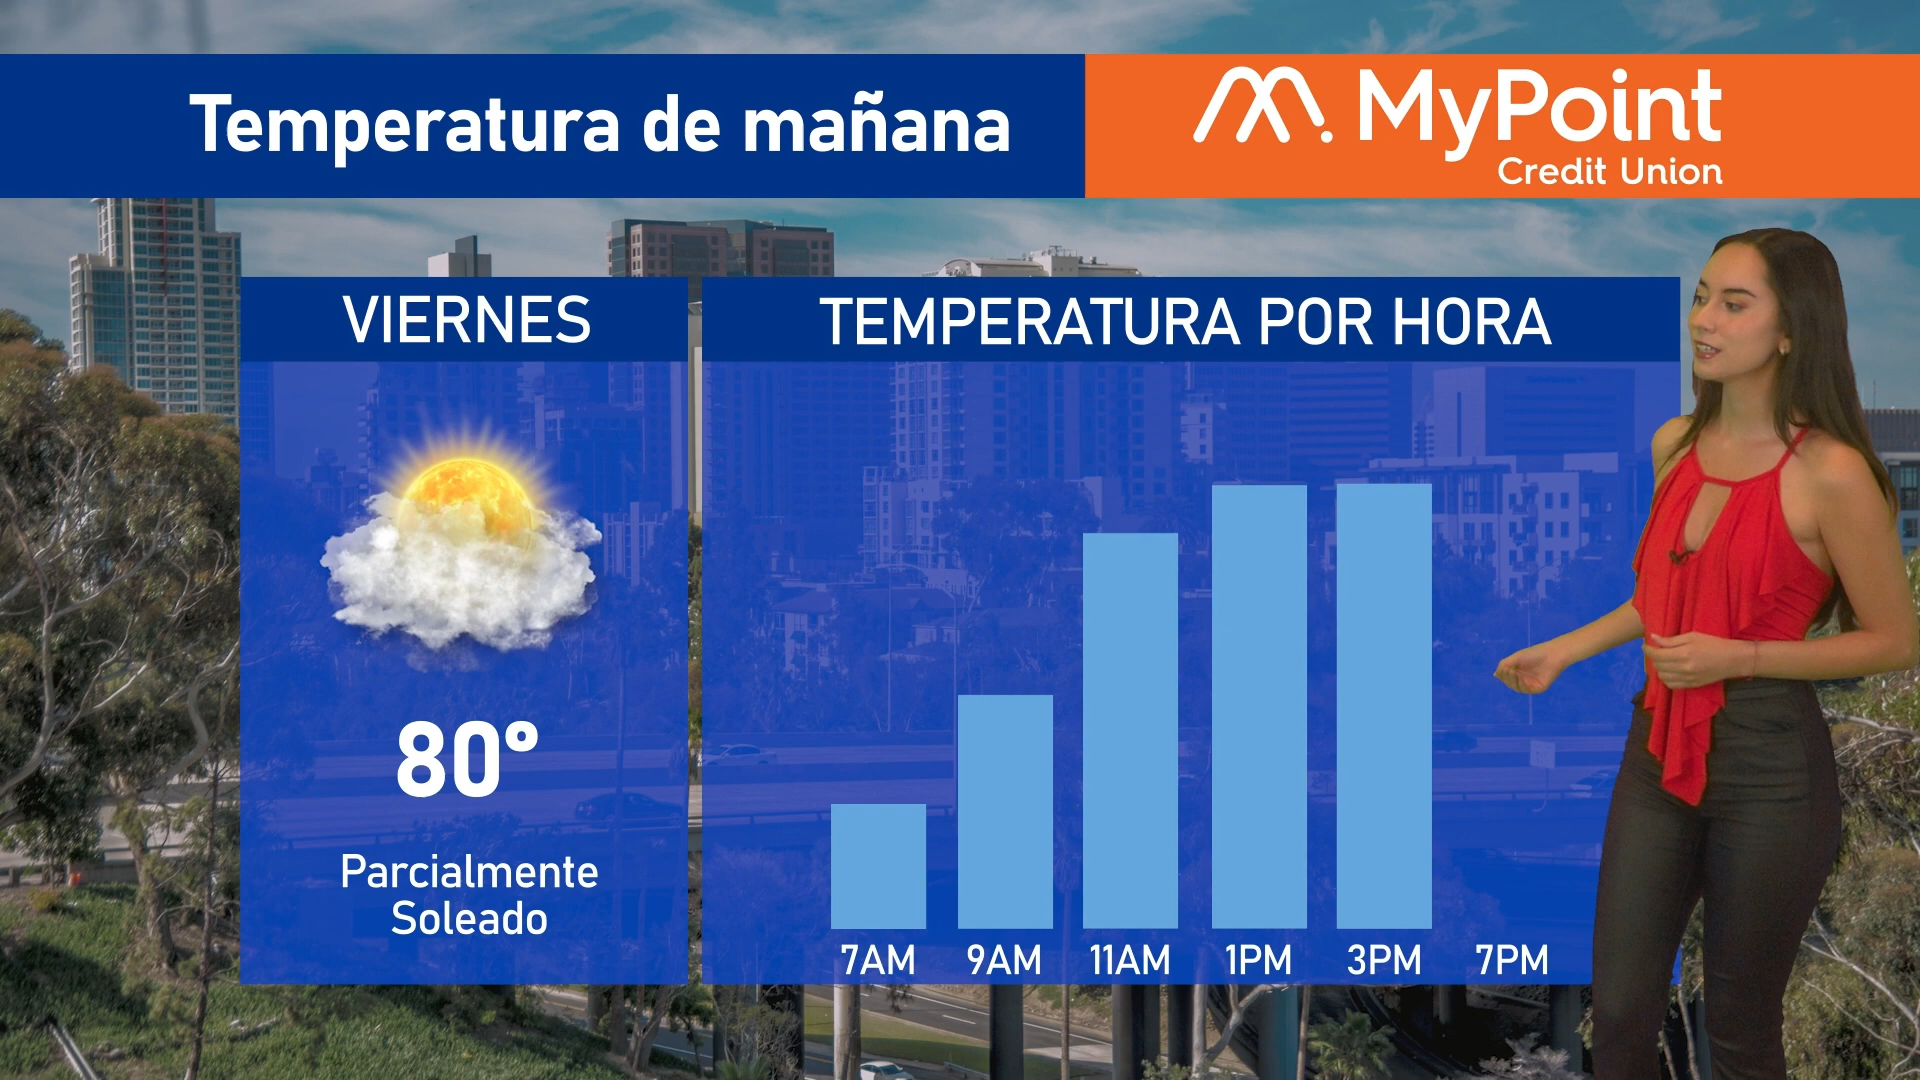 Temperatura de mañana
MyPoint
Credit Union
VIERNES
80°
Parcialmente
Soleado
TEMPERATURA POR HORA
7AM 9AM 11AM 1PM 3PM 7PM